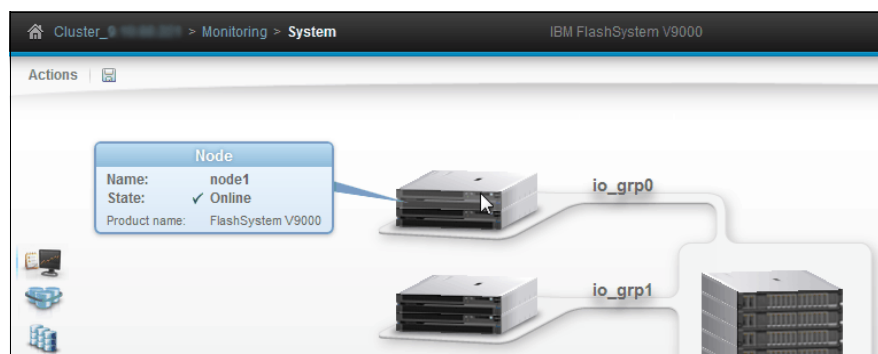 Cluster_ > Monitoring > System
IBM FlashSystem V9000
Actions
Node
Name: node1
State: ✓ Online
Product name: FlashSystem V9000
io_grp0
io_grp1